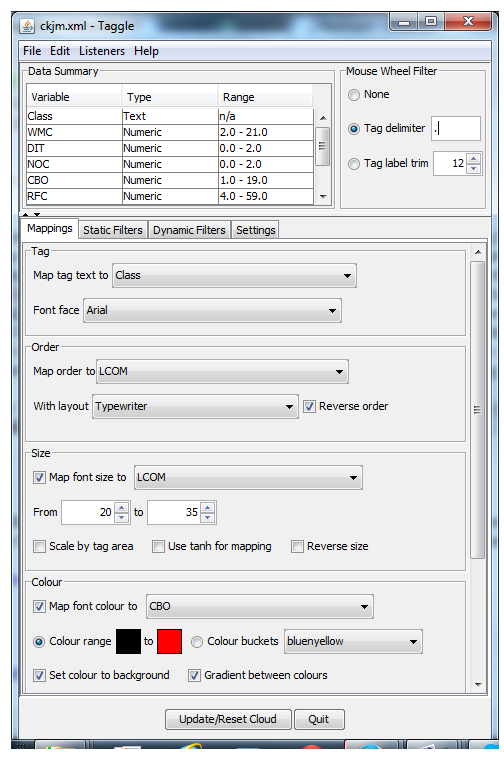 ckjm.xml - Taggle
File Edit Listeners Help
Data Summary
Variable Type Range
Class Text n/a
WMC Numeric 2.0 - 21.0
DIT Numeric 0.0 - 2.0
NOC Numeric 0.0 - 2.0
CBO Numeric 1.0 - 19.0
RFC Numeric 4.0 - 59.0
Mouse Wheel Filter
None
Tag delimiter .
Tag label trim 12
Mappings Static Filters Dynamic Filters Settings
Tag
Map tag text to Class
Font face Arial
Order
Map order to LCOM
With layout Typewriter Reverse order
Size
Map font size to LCOM
From 20 to 35
Scale by tag area Use tanh for mapping Reverse size
Colour
Map font colour to CBO
Colour range to Colour buckets bluenyellow
Set colour to background Gradient between colours
Update/Reset Cloud Quit